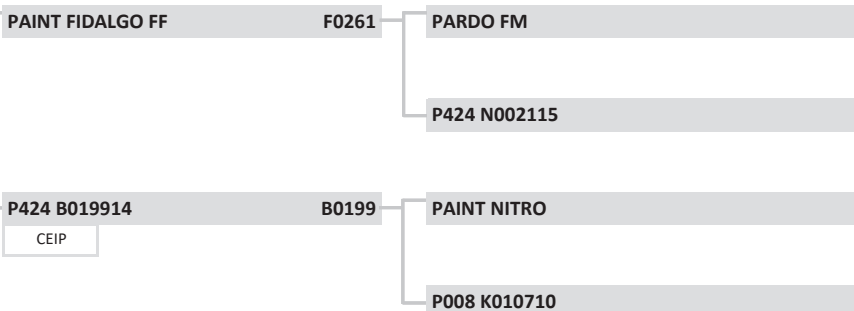 PAINT FIDALGO FF F0261 PARDO FM
P424 N002115
P424 B019914 B0199 PAINT NITRO
CEIP
P008 K010710